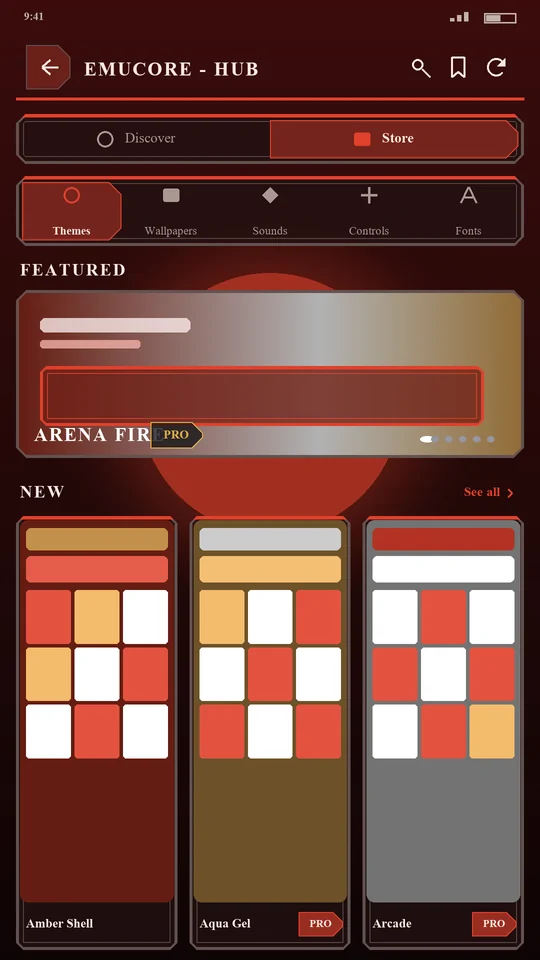 9:41
EMUCORE - HUB
Discover
Store
Themes
Wallpapers
Sounds
Controls
Fonts
FEATURED
ARENA FIRE
PRO
NEW
See all
Amber Shell
Aqua Gel
PRO
Arcade
PRO